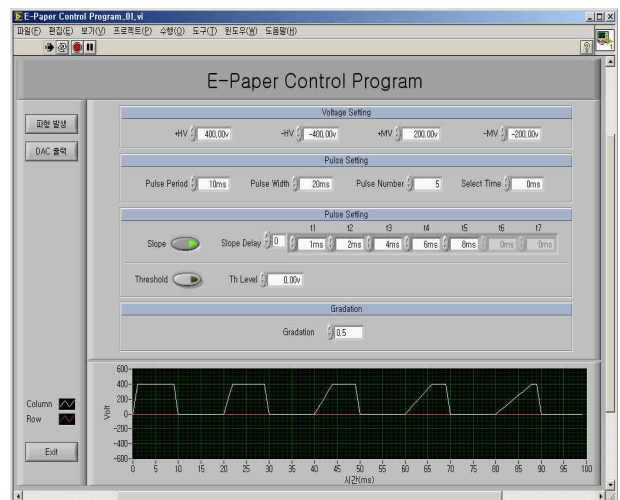 E-Paper Control Program_01.vi
파일(F) 편집(E) 보기(V) 프로젝트(P) 수행(O) 도구(T) 윈도우(W) 도움말(H)
E-Paper Control Program
파형 발생
DAC 출력
Voltage Setting
+HV 400,00v -HV -400,00v +MV 200,00v -MV -200,00v
Pulse Setting
Pulse Period 10ms Pulse Width 20ms Pulse Number 5 Select Time 0ms
Pulse Setting
t1 t2 t3 t4 t5 t6 t7
Slope Slope Delay 0 1ms 2ms 4ms 6ms 8ms 0ms 0ms
Threshold Th Level 0,00v
Gradation
Gradation 0,5
Column
Row
Exit
Volt
600
400
200
0
-200
-400
-600
0 5 10 15 20 25 30 35 40 45 50 55 60 65 70 75 80 85 90 95 100
시간(ms)